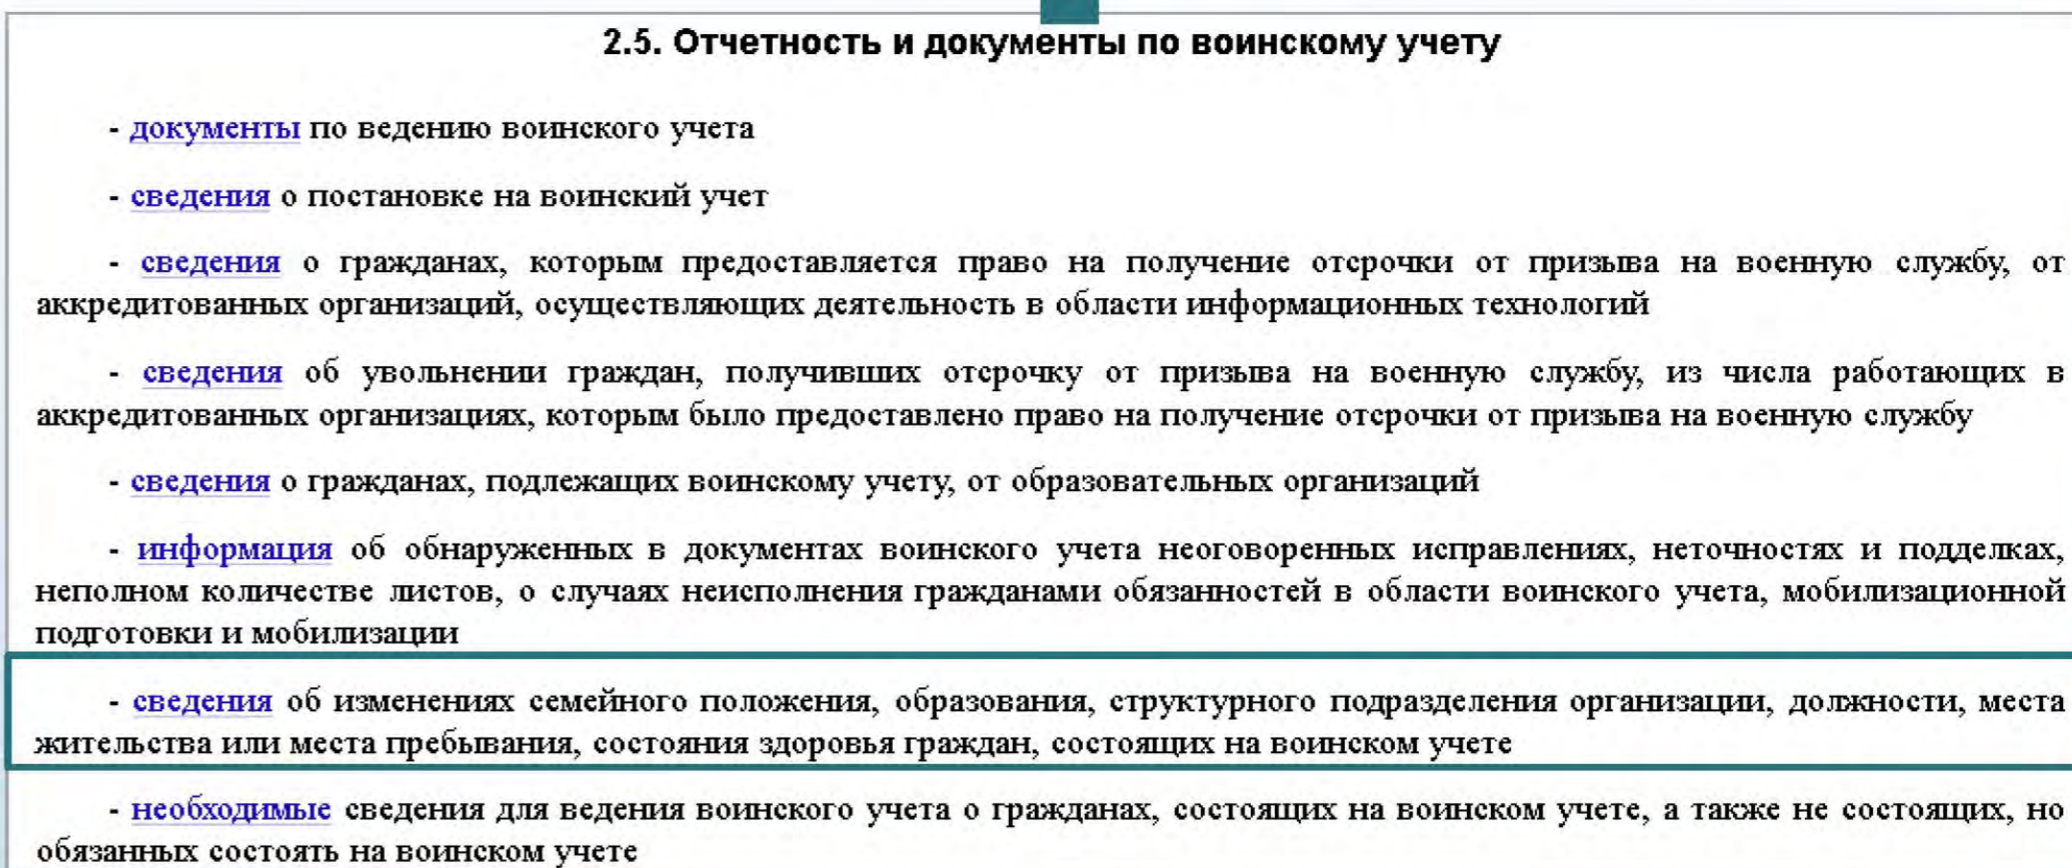 2.5. Отчетность и документы по воинскому учету
- документы по ведению воинского учета
- сведения о постановке на воинский учет
- сведения о гражданах, которым предоставляется право на получение отсрочки от призыва на военную службу, от
аккредитованных организаций, осуществляющих деятельность в области информационных технологий
- сведения об увольнении граждан, получивших отсрочку от призыва на военную службу, из числа работающих в
аккредитованных организациях, которым было предоставлено право на получение отсрочки от призыва на военную службу
- сведения о гражданах, подлежащих воинскому учету, от образовательных организаций
- информация об обнаруженных в документах воинского учета неоговоренных исправлениях, неточностях и подделках,
неполном количестве листов, о случаях неисполнения гражданами обязанностей в области воинского учета, мобилизационной
подготовки и мобилизации
- сведения об изменениях семейного положения, образования, структурного подразделения организации, должности, места
жительства или места пребывания, состояния здоровья граждан, состоящих на воинском учете
- необходимые сведения для ведения воинского учета о гражданах, состоящих на воинском учете, а также не состоящих, но
обязанных состоять на воинском учете